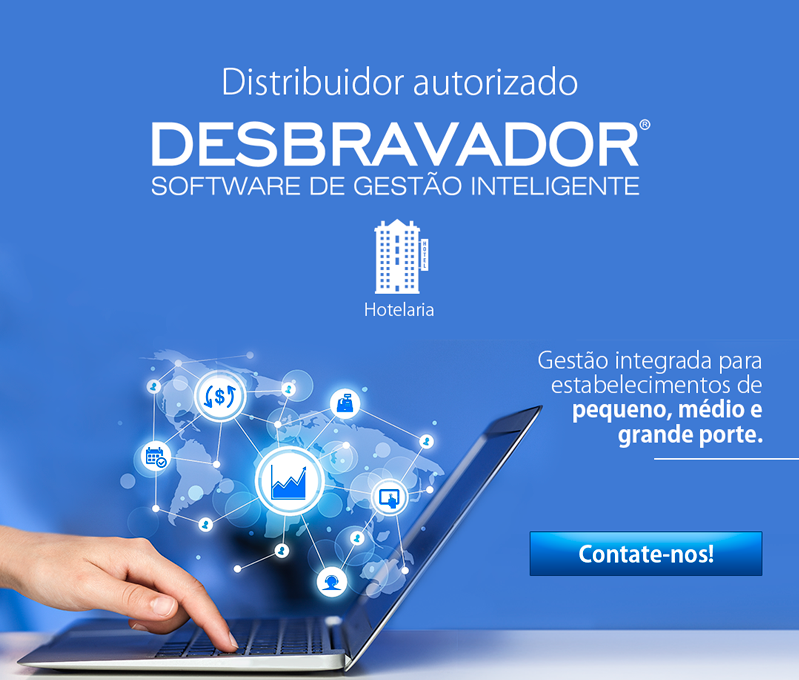 Distribuidor autorizado
DESBRAVADOR®
SOFTWARE DE GESTÃO INTELIGENTE
HOTEL
Hotelaria
Gestão integrada para
estabelecimentos de
pequeno, médio e
grande porte.
$
Contate-nos!